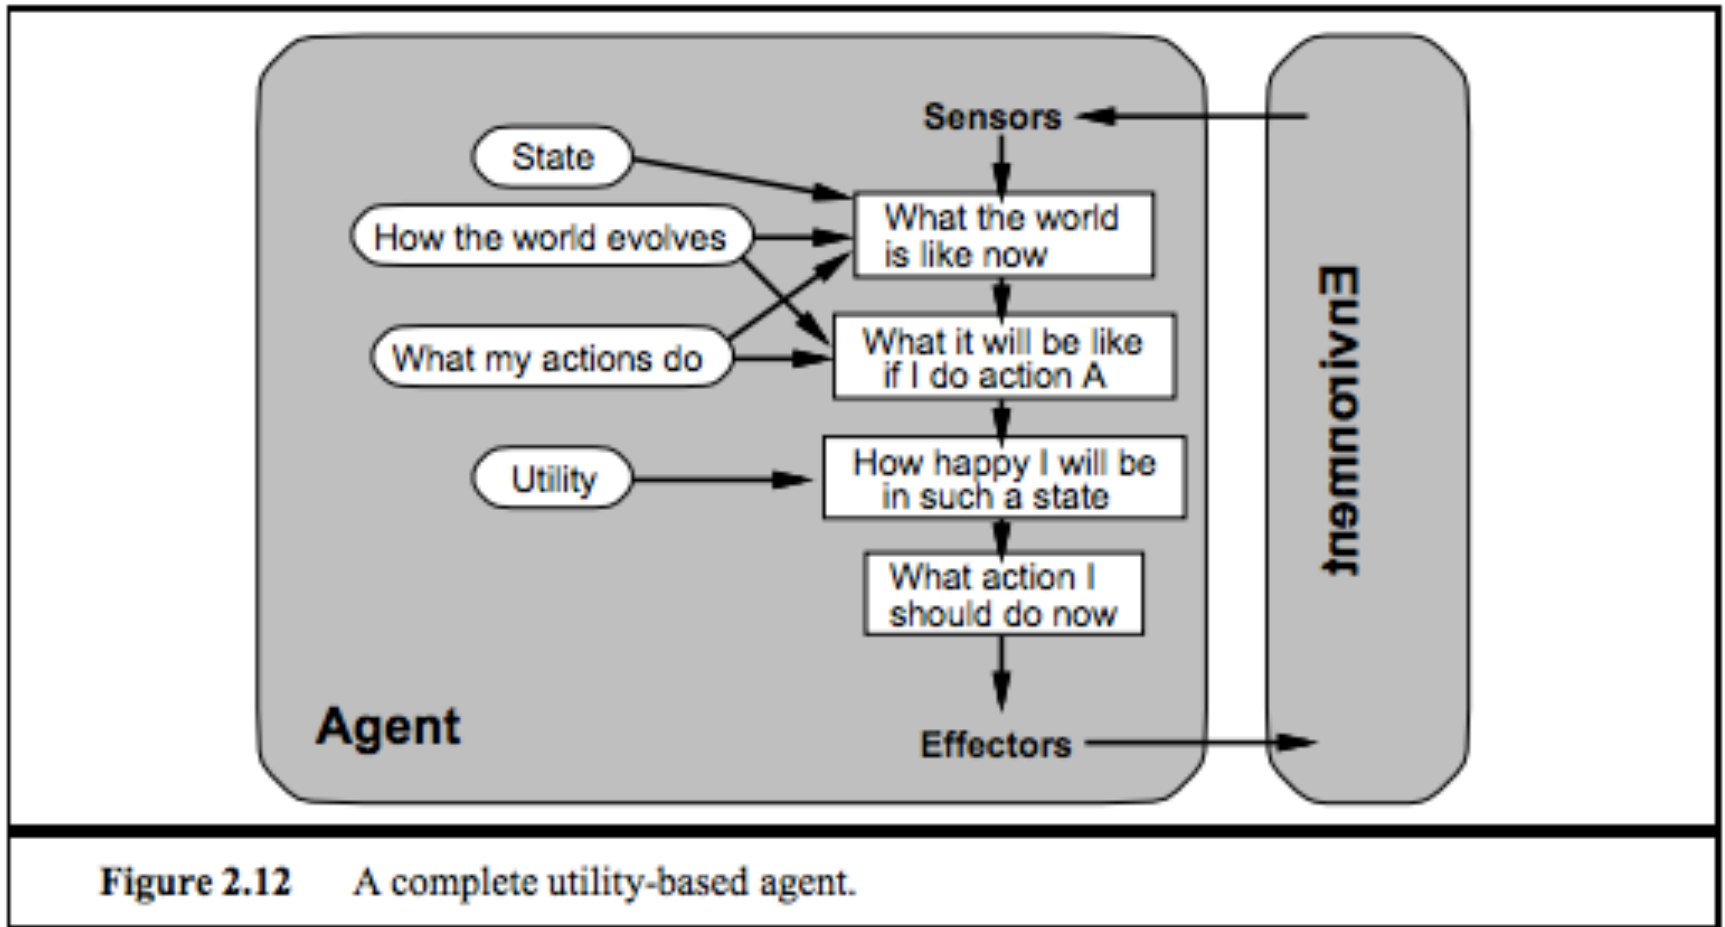 Sensors
State
What the world
is like now
How the world evolves
What it will be like
if I do action A
What my actions do
How happy I will be
in such a state
Utility
What action I
should do now
Agent
Effectors
Environment
Figure 2.12 A complete utility-based agent.